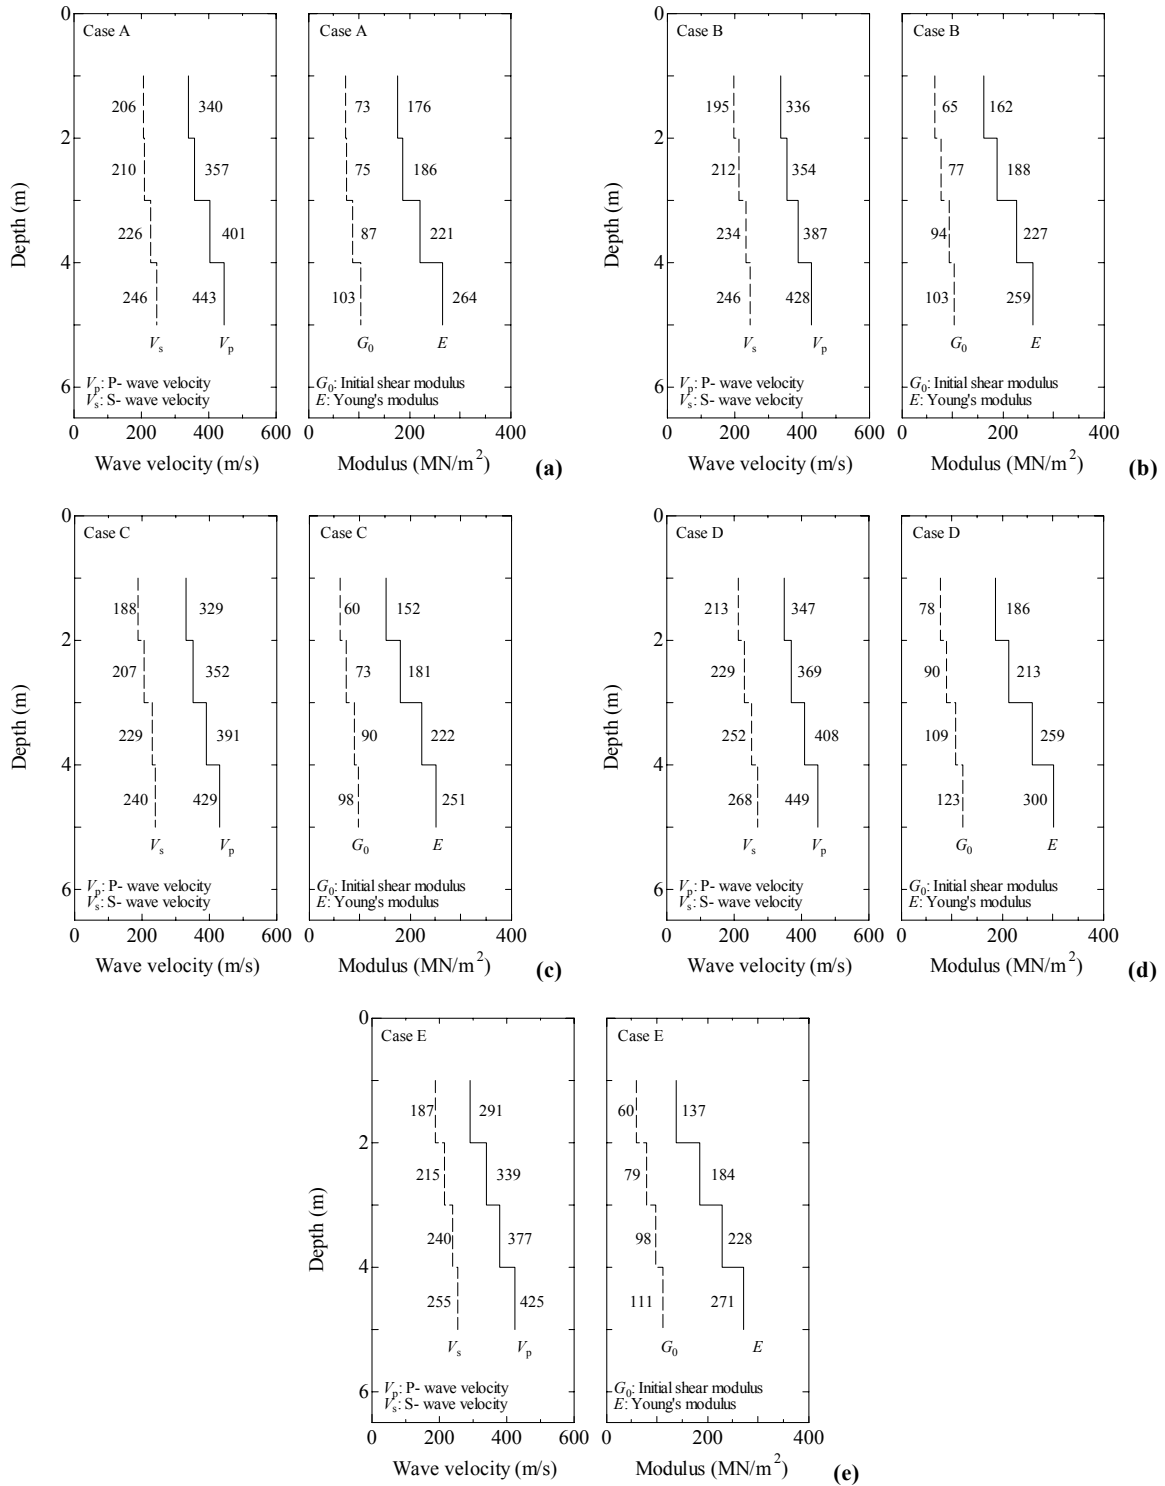 0
Case A
Case A
206
340
73
176
2
210
357
75
186
Depth (m)
226
401
87
221
4
246
443
103
264
Vs
Vp
G0
E
Vp: P- wave velocity
Vs: S- wave velocity
G0: Initial shear modulus
E: Young's modulus
6
0
200
400
600
0
200
400
Wave velocity (m/s)
Modulus (MN/m2)
(a)
0
Case B
Case B
195
336
65
162
2
212
354
77
188
Depth (m)
234
387
94
227
4
246
428
103
259
Vs
Vp
G0
E
Vp: P- wave velocity
Vs: S- wave velocity
G0: Initial shear modulus
E: Young's modulus
6
0
200
400
600
0
200
400
Wave velocity (m/s)
Modulus (MN/m2)
(b)
0
Case C
Case C
188
329
60
152
2
207
352
73
181
Depth (m)
229
391
90
222
4
240
429
98
251
Vs
Vp
G0
E
Vp: P- wave velocity
Vs: S- wave velocity
G0: Initial shear modulus
E: Young's modulus
6
0
200
400
600
0
200
400
Wave velocity (m/s)
Modulus (MN/m2)
(c)
0
Case D
Case D
213
347
78
186
2
229
369
90
213
Depth (m)
252
408
109
259
4
268
449
123
300
Vs
Vp
G0
E
Vp: P- wave velocity
Vs: S- wave velocity
G0: Initial shear modulus
E: Young's modulus
6
0
200
400
600
0
200
400
Wave velocity (m/s)
Modulus (MN/m2)
(d)
0
Case E
Case E
187
291
60
137
2
215
339
79
184
Depth (m)
240
377
98
228
4
255
425
111
271
Vs
Vp
G0
E
Vp: P- wave velocity
Vs: S- wave velocity
G0: Initial shear modulus
E: Young's modulus
6
0
200
400
600
0
200
400
Wave velocity (m/s)
Modulus (MN/m2)
(e)